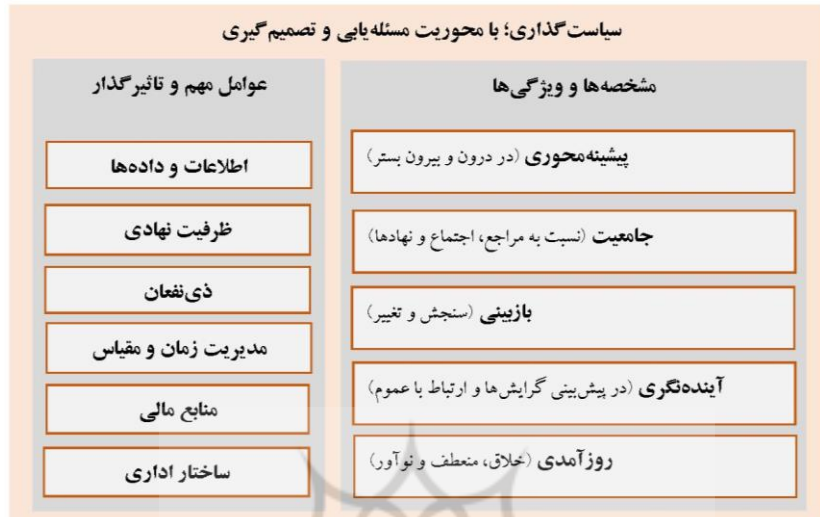 سیاست‌گذاری؛ با محوریت مسئله‌یابی و تصمیم‌گیری
مشخصه‌ها و ویژگی‌ها
پیشینه‌محوری (در درون و بیرون بستر)
جامعیت (نسبت به مراجع، اجتماع و نهادها)
بازبینی (سنجش و تغییر)
آینده‌نگری (در پیش‌بینی گرایش‌ها و ارتباط با عموم)
روزآمدی (خلاق، منعطف و نوآور)
عوامل مهم و تاثیرگذار
اطلاعات و داده‌ها
ظرفیت نهادی
ذی‌نفعان
مدیریت زمان و مقیاس
منابع مالی
ساختار اداری